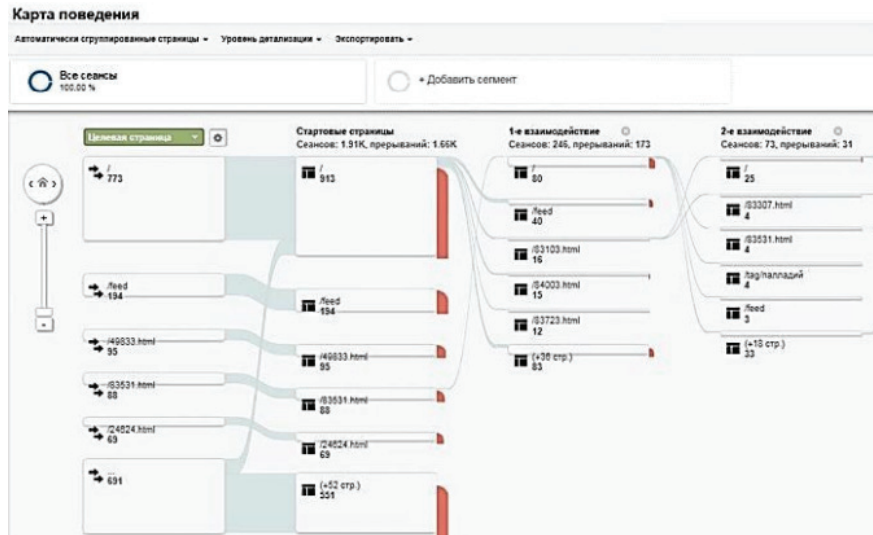 Карта поведения
Автоматически сгруппированные страницы
Уровень детализации
Экспортировать
Все сеансы
100.00 %
+ Добавить сегмент
Целевая страница
Стартовые страницы
Сеансов: 1.91K, прерываний: 1.66K
1-е взаимодействие
Сеансов: 246, прерываний: 173
2-е взаимодействие
Сеансов: 73, прерываний: 31
/
773
/feed
194
/49833.html
95
/83531.html
88
/24624.html
69
...
691
/
913
/feed
194
/49833.html
95
/83531.html
88
/24624.html
69
(+52 стр.)
551
/
80
/feed
40
/83103.html
16
/84003.html
15
/83723.html
12
(+36 стр.)
83
/
25
/83307.html
4
/83531.html
4
/tag/палладий
4
/feed
3
(+18 стр.)
33